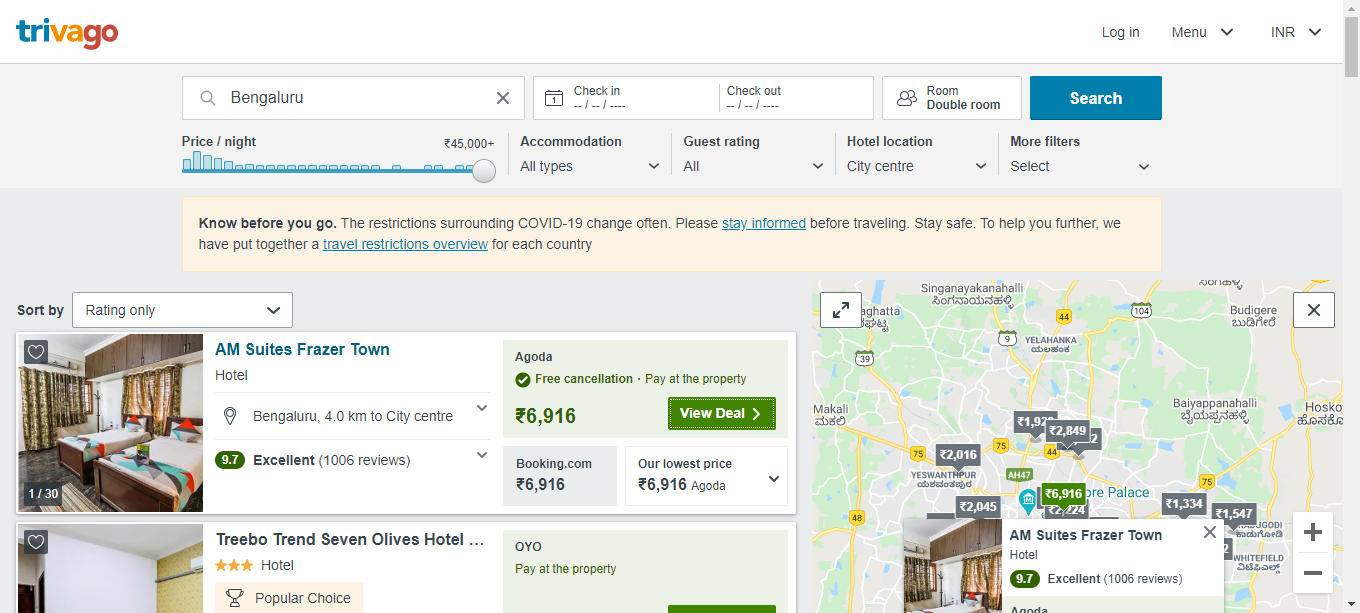 trivago
Log in
Menu
INR
Bengaluru
Check in
-- / -- / ----
Check out
-- / -- / ----
Room
Double room
Search
Price / night
₹45,000+
Accommodation
All types
Guest rating
All
Hotel location
City centre
More filters
Select
Know before you go. The restrictions surrounding COVID-19 change often. Please stay informed before traveling. Stay safe. To help you further, we
have put together a travel restrictions overview for each country
Sort by
Rating only
AM Suites Frazer Town
Hotel
Bengaluru, 4.0 km to City centre
9.7 Excellent (1006 reviews)
1 / 30
Agoda
Free cancellation · Pay at the property
₹6,916
View Deal
Booking.com
₹6,916
Our lowest price
₹6,916 Agoda
Treebo Trend Seven Olives Hotel ...
Hotel
Popular Choice
OYO
Pay at the property
Singanayakanahalli
ಸಿಂಗನಾಯಕನಹಳ್ಳಿ
44
104
Budigere
ಬುಡಿಗೆರೆ
9
YELAHANKA
ಯಲಹಂಕ
39
Makali
ಮಕಲಿ
Baiyappanahalli
ಬೈಯಪ್ಪನಹಳ್ಳಿ
Hosko
₹2,849
75
44
75
₹2,016
YESWANTHPUR
ಯಶವಂತಪುರ
AH47
75
₹6,916
ore Palace
₹2,045
₹2,224
₹1,334
₹1,547
48
WHITEFIELD
AM Suites Frazer Town
Hotel
9.7 Excellent (1006 reviews)
Agoda